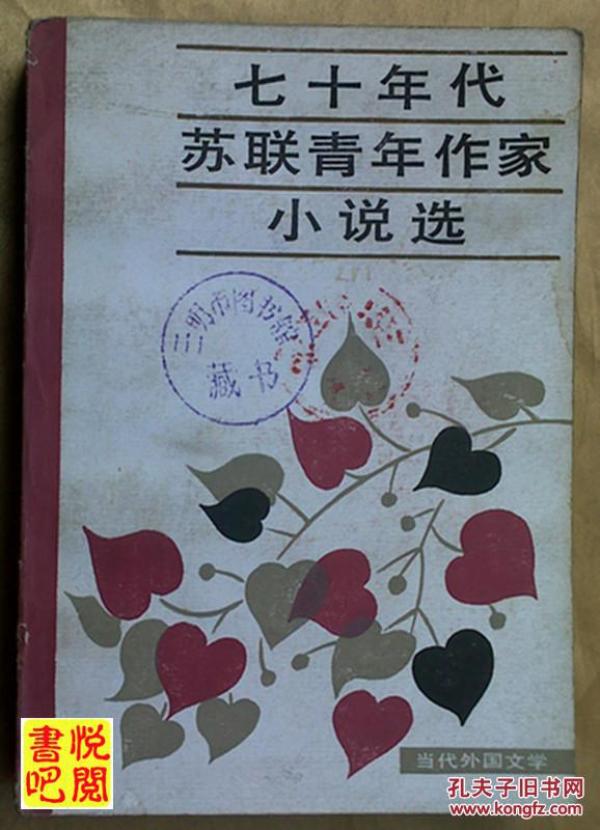 七十年代
苏联青年作家
小说选
三明市图书馆
藏书
当代外国文学
悦阅
書吧
孔夫子旧书网
www.kongfz.com